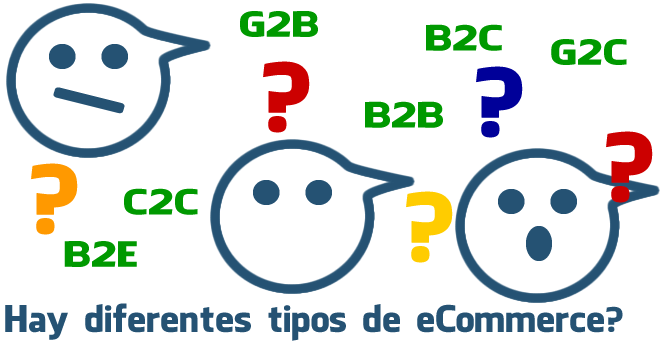 G2B
B2C
G2C
?
?
B2B
?
?
C2C
?
B2E
Hay diferentes tipos de eCommerce?